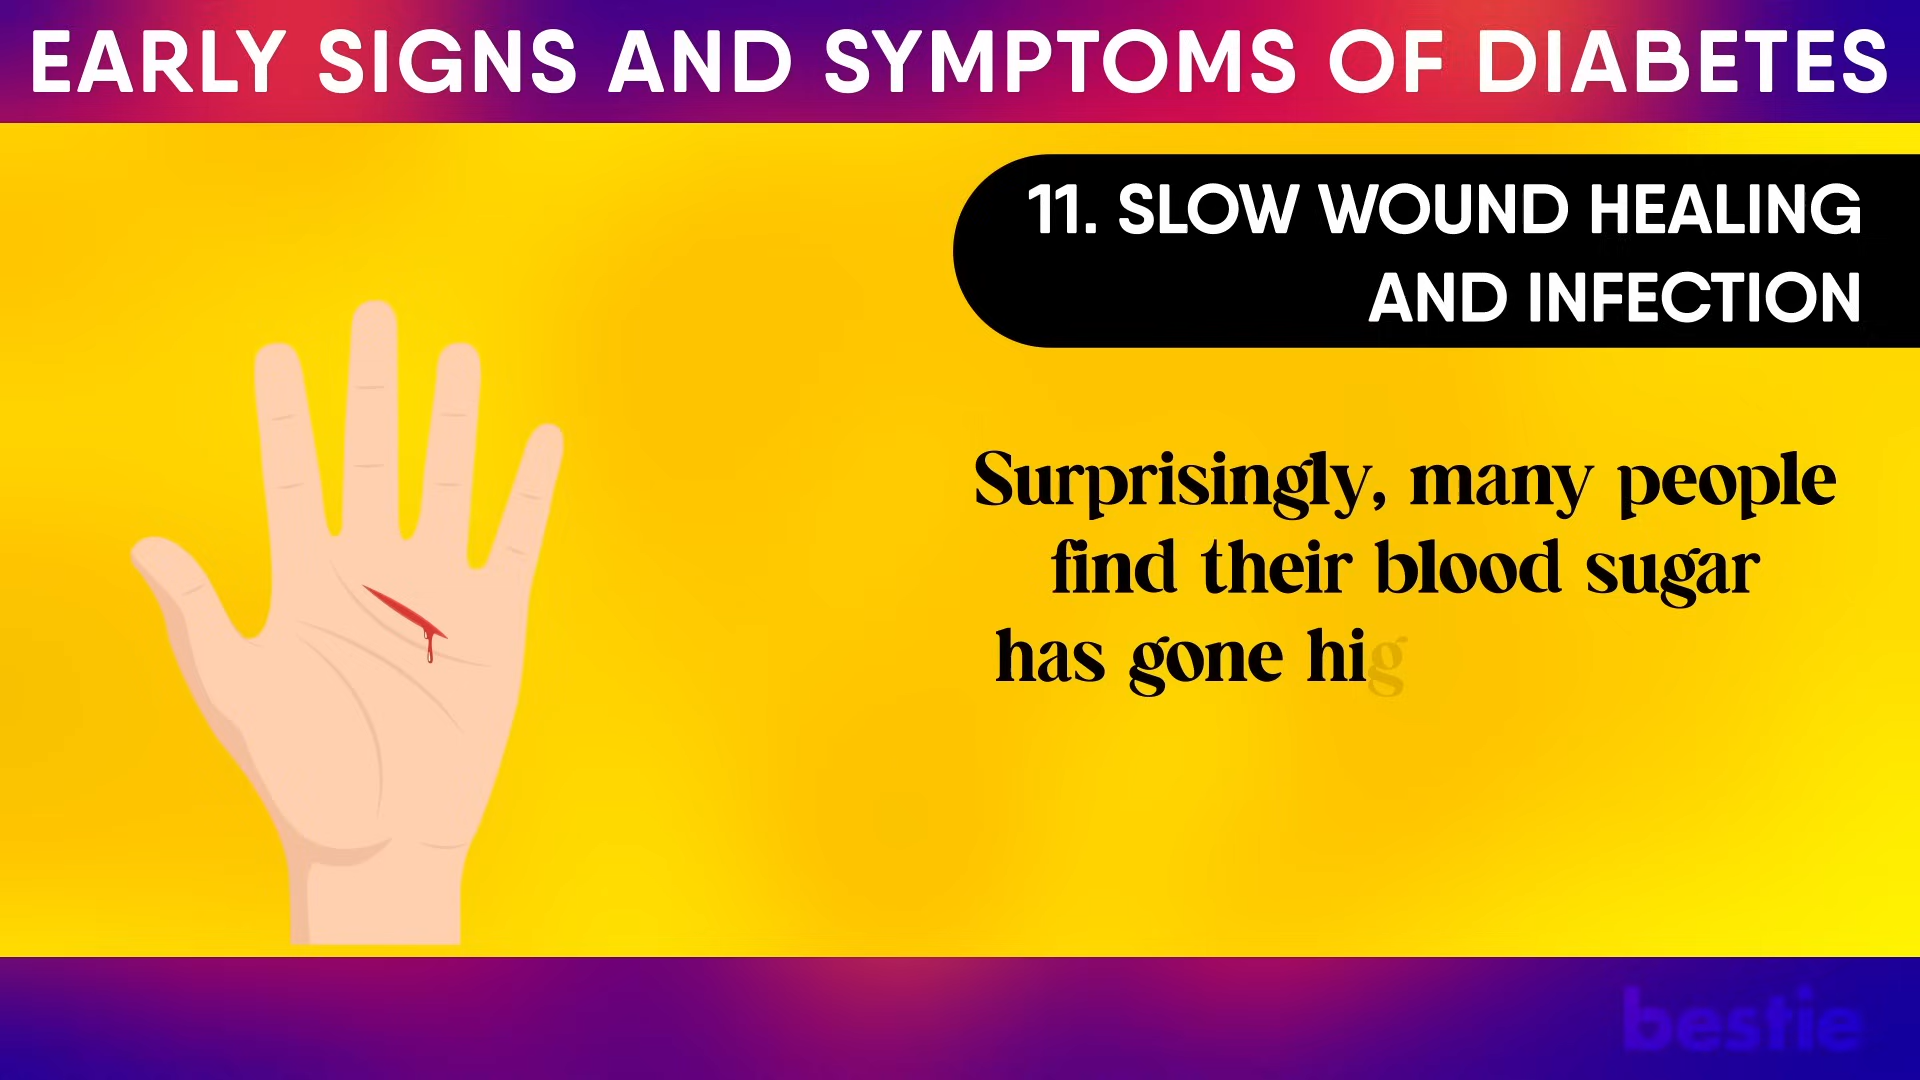 EARLY SIGNS AND SYMPTOMS OF DIABETES
11. SLOW WOUND HEALING
AND INFECTION
Surprisingly, many people
find their blood sugar
has gone hig
bestie